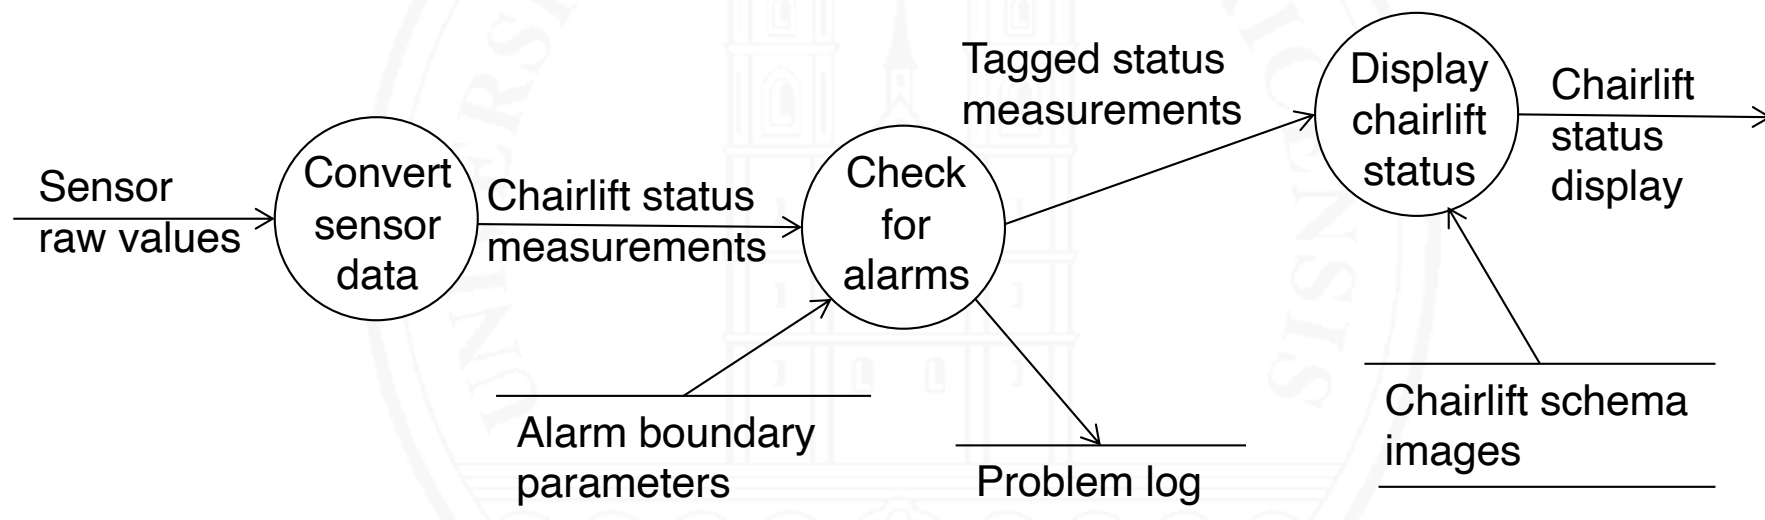 Sensor
raw values
Convert
sensor
data
Chairlift status
measurements
Check
for
alarms
Tagged status
measurements
Display
chairlift
status
Chairlift
status
display
Alarm boundary
parameters
Problem log
Chairlift schema
images